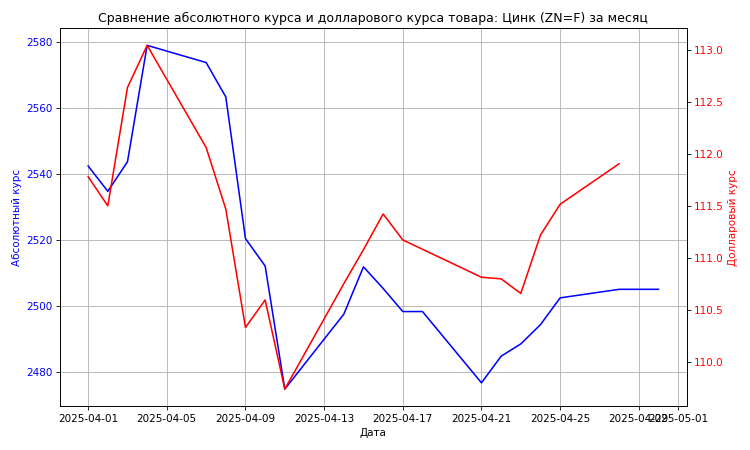 Сравнение абсолютного курса и долларового курса товара: Цинк (ZN=F) за месяц
Абсолютный курс
2580
2560
2540
2520
2500
2480
113.0
112.5
112.0
111.5
111.0
110.5
110.0
Долларовый курс
2025-04-01 2025-04-05 2025-04-09 2025-04-13 2025-04-17 2025-04-21 2025-04-25 2025-04-29 2025-05-01
Дата